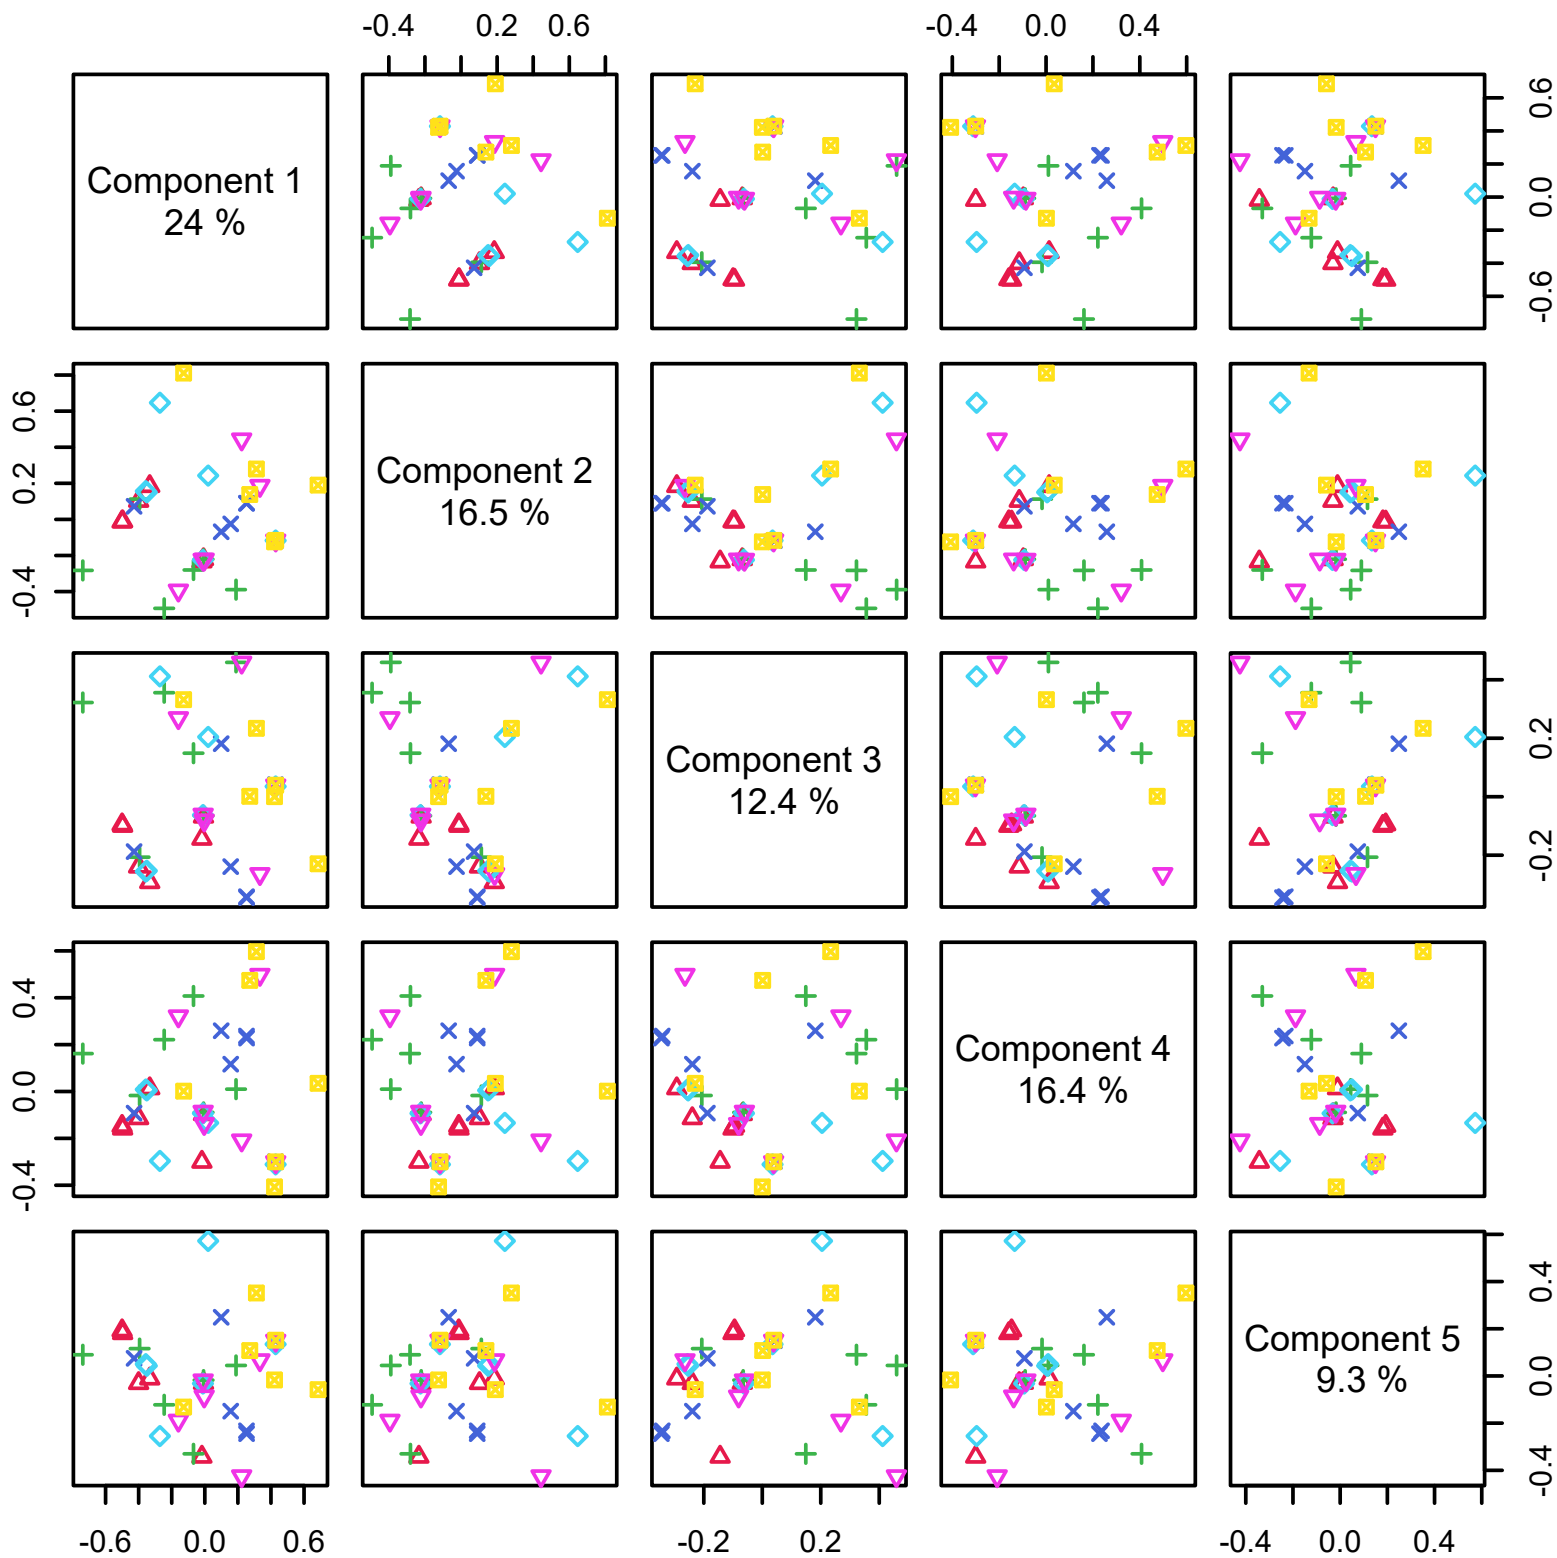 -0.4 0.2 0.6 -0.4 0.0 0.4
Component 1
24 %
-0.6 0.0 0.6
-0.4 0.2 0.6
Component 2
16.5 %
Component 3
12.4 %
-0.2 0.2
-0.4 0.0 0.4
Component 4
16.4 %
Component 5
9.3 %
-0.4 0.0 0.4
-0.6 0.0 0.6 -0.2 0.2 -0.4 0.0 0.4